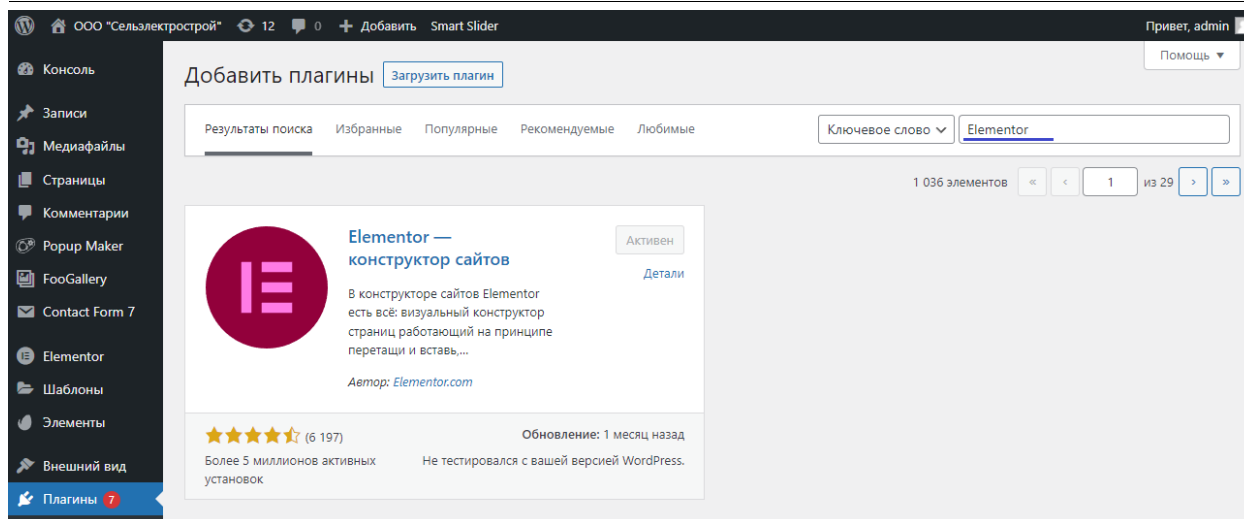 ООО "Сельэлектрострой" 12 0 Добавить Smart Slider Привет, admin
Помощь
Консоль
Записи
Медиафайлы
Страницы
Комментарии
Popup Maker
FooGallery
Contact Form 7
Elementor
Шаблоны
Элементы
Внешний вид
Плагины 7
Добавить плагины Загрузить плагин
Результаты поиска Избранные Популярные Рекомендуемые Любимые Ключевое слово Elementor
1 036 элементов « ‹ 1 из 29 › »
Elementor —
конструктор сайтов
Активен
Детали
В конструкторе сайтов Elementor
есть всё: визуальный конструктор
страниц работающий на принципе
перетащи и вставь,...
Автор: Elementor.com
(6 197)
Более 5 миллионов активных
установок
Обновление: 1 месяц назад
Не тестировался с вашей версией WordPress.